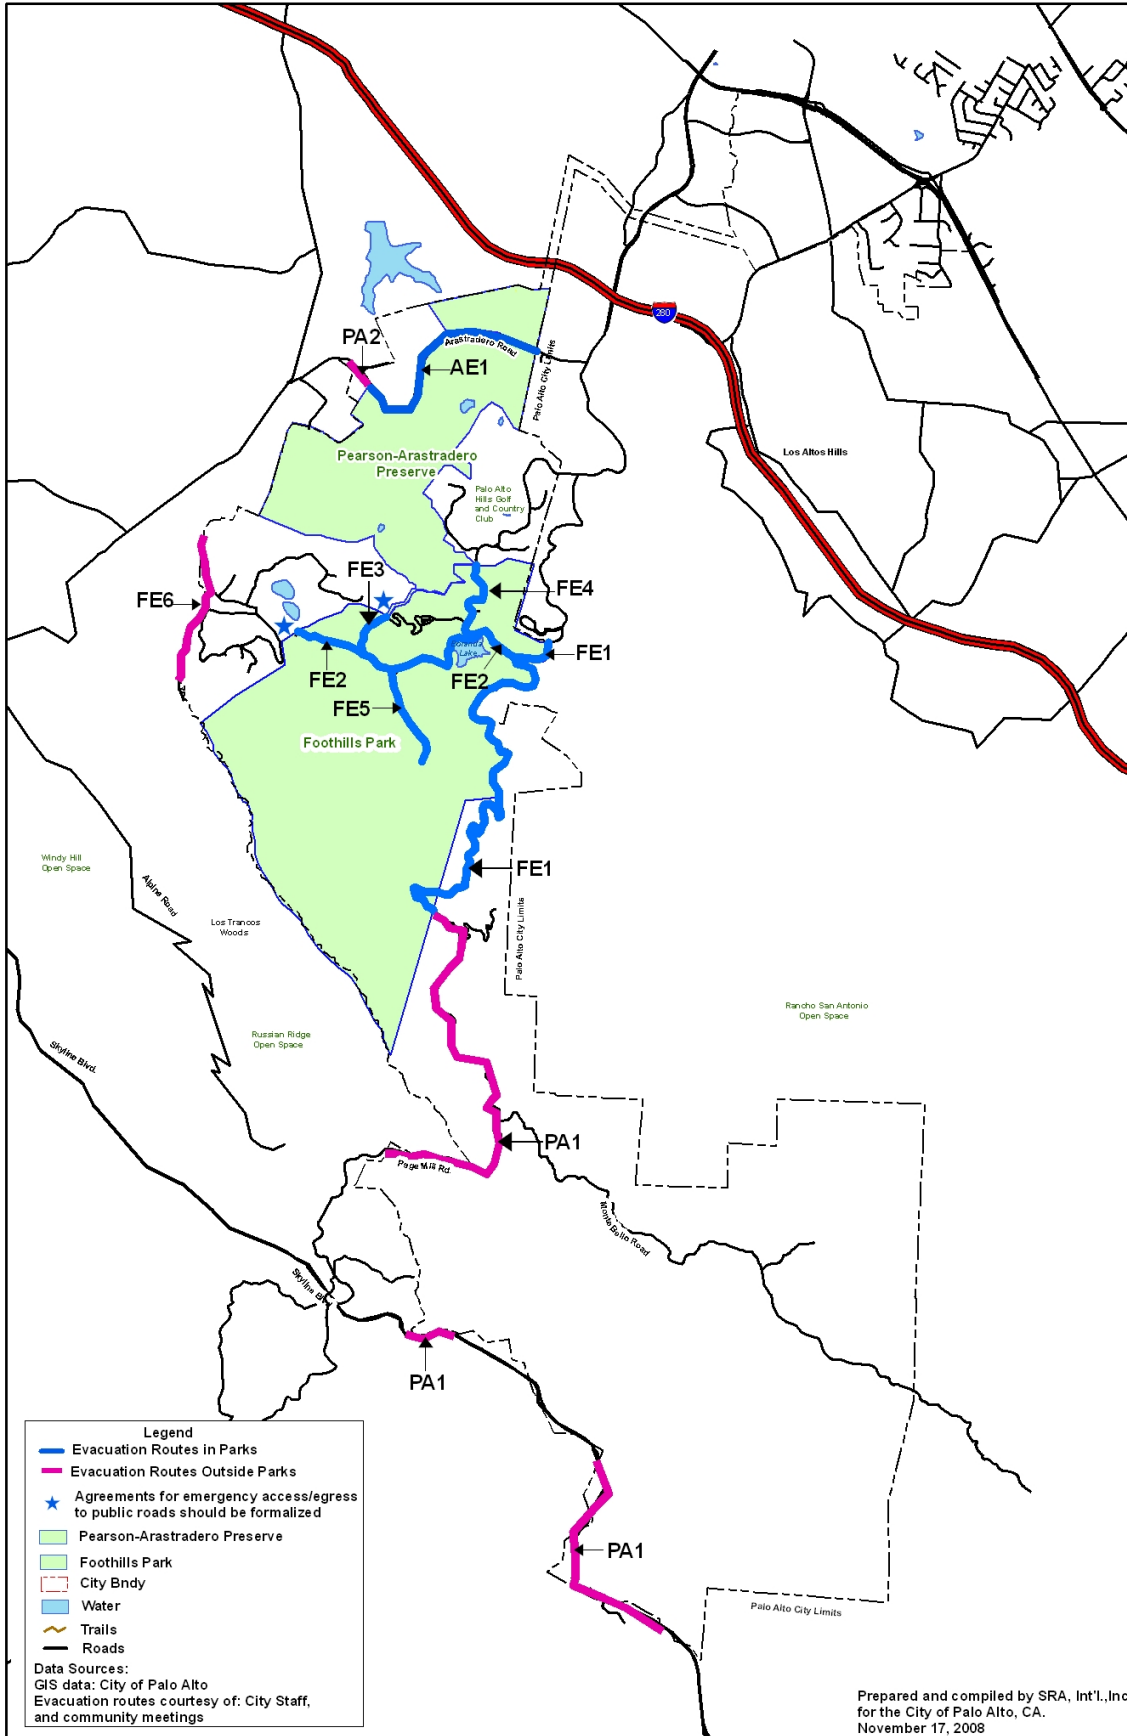 280
PA2
Arastradero Road
AE1
Palo Alto City Limits
Los Altos Hills
Pearson-Arastradero
Preserve
Palo Alto
Hills Golf
and Country
Club
FE3
FE4
FE6
FE1
FE2
Lake
FE2
FE5
Foothills Park
Windy Hill
Open Space
Alpine Road
FE1
Los Trancos
Woods
Palo Alto City Limits
Rancho San Antonio
Open Space
Russian Ridge
Open Space
Skyline Blvd.
PA1
Page Mill Rd.
Monte Bello Road
Skyline Blvd.
PA1
PA1
Palo Alto City Limits
Legend
Evacuation Routes in Parks
Evacuation Routes Outside Parks
Agreements for emergency access/egress
to public roads should be formalized
Pearson-Arastradero Preserve
Foothills Park
City Bndy
Water
Trails
Roads
Data Sources:
GIS data: City of Palo Alto
Evacuation routes courtesy of: City Staff,
and community meetings
Prepared and compiled by SRA, Int'l.,Inc
for the City of Palo Alto, CA.
November 17, 2008